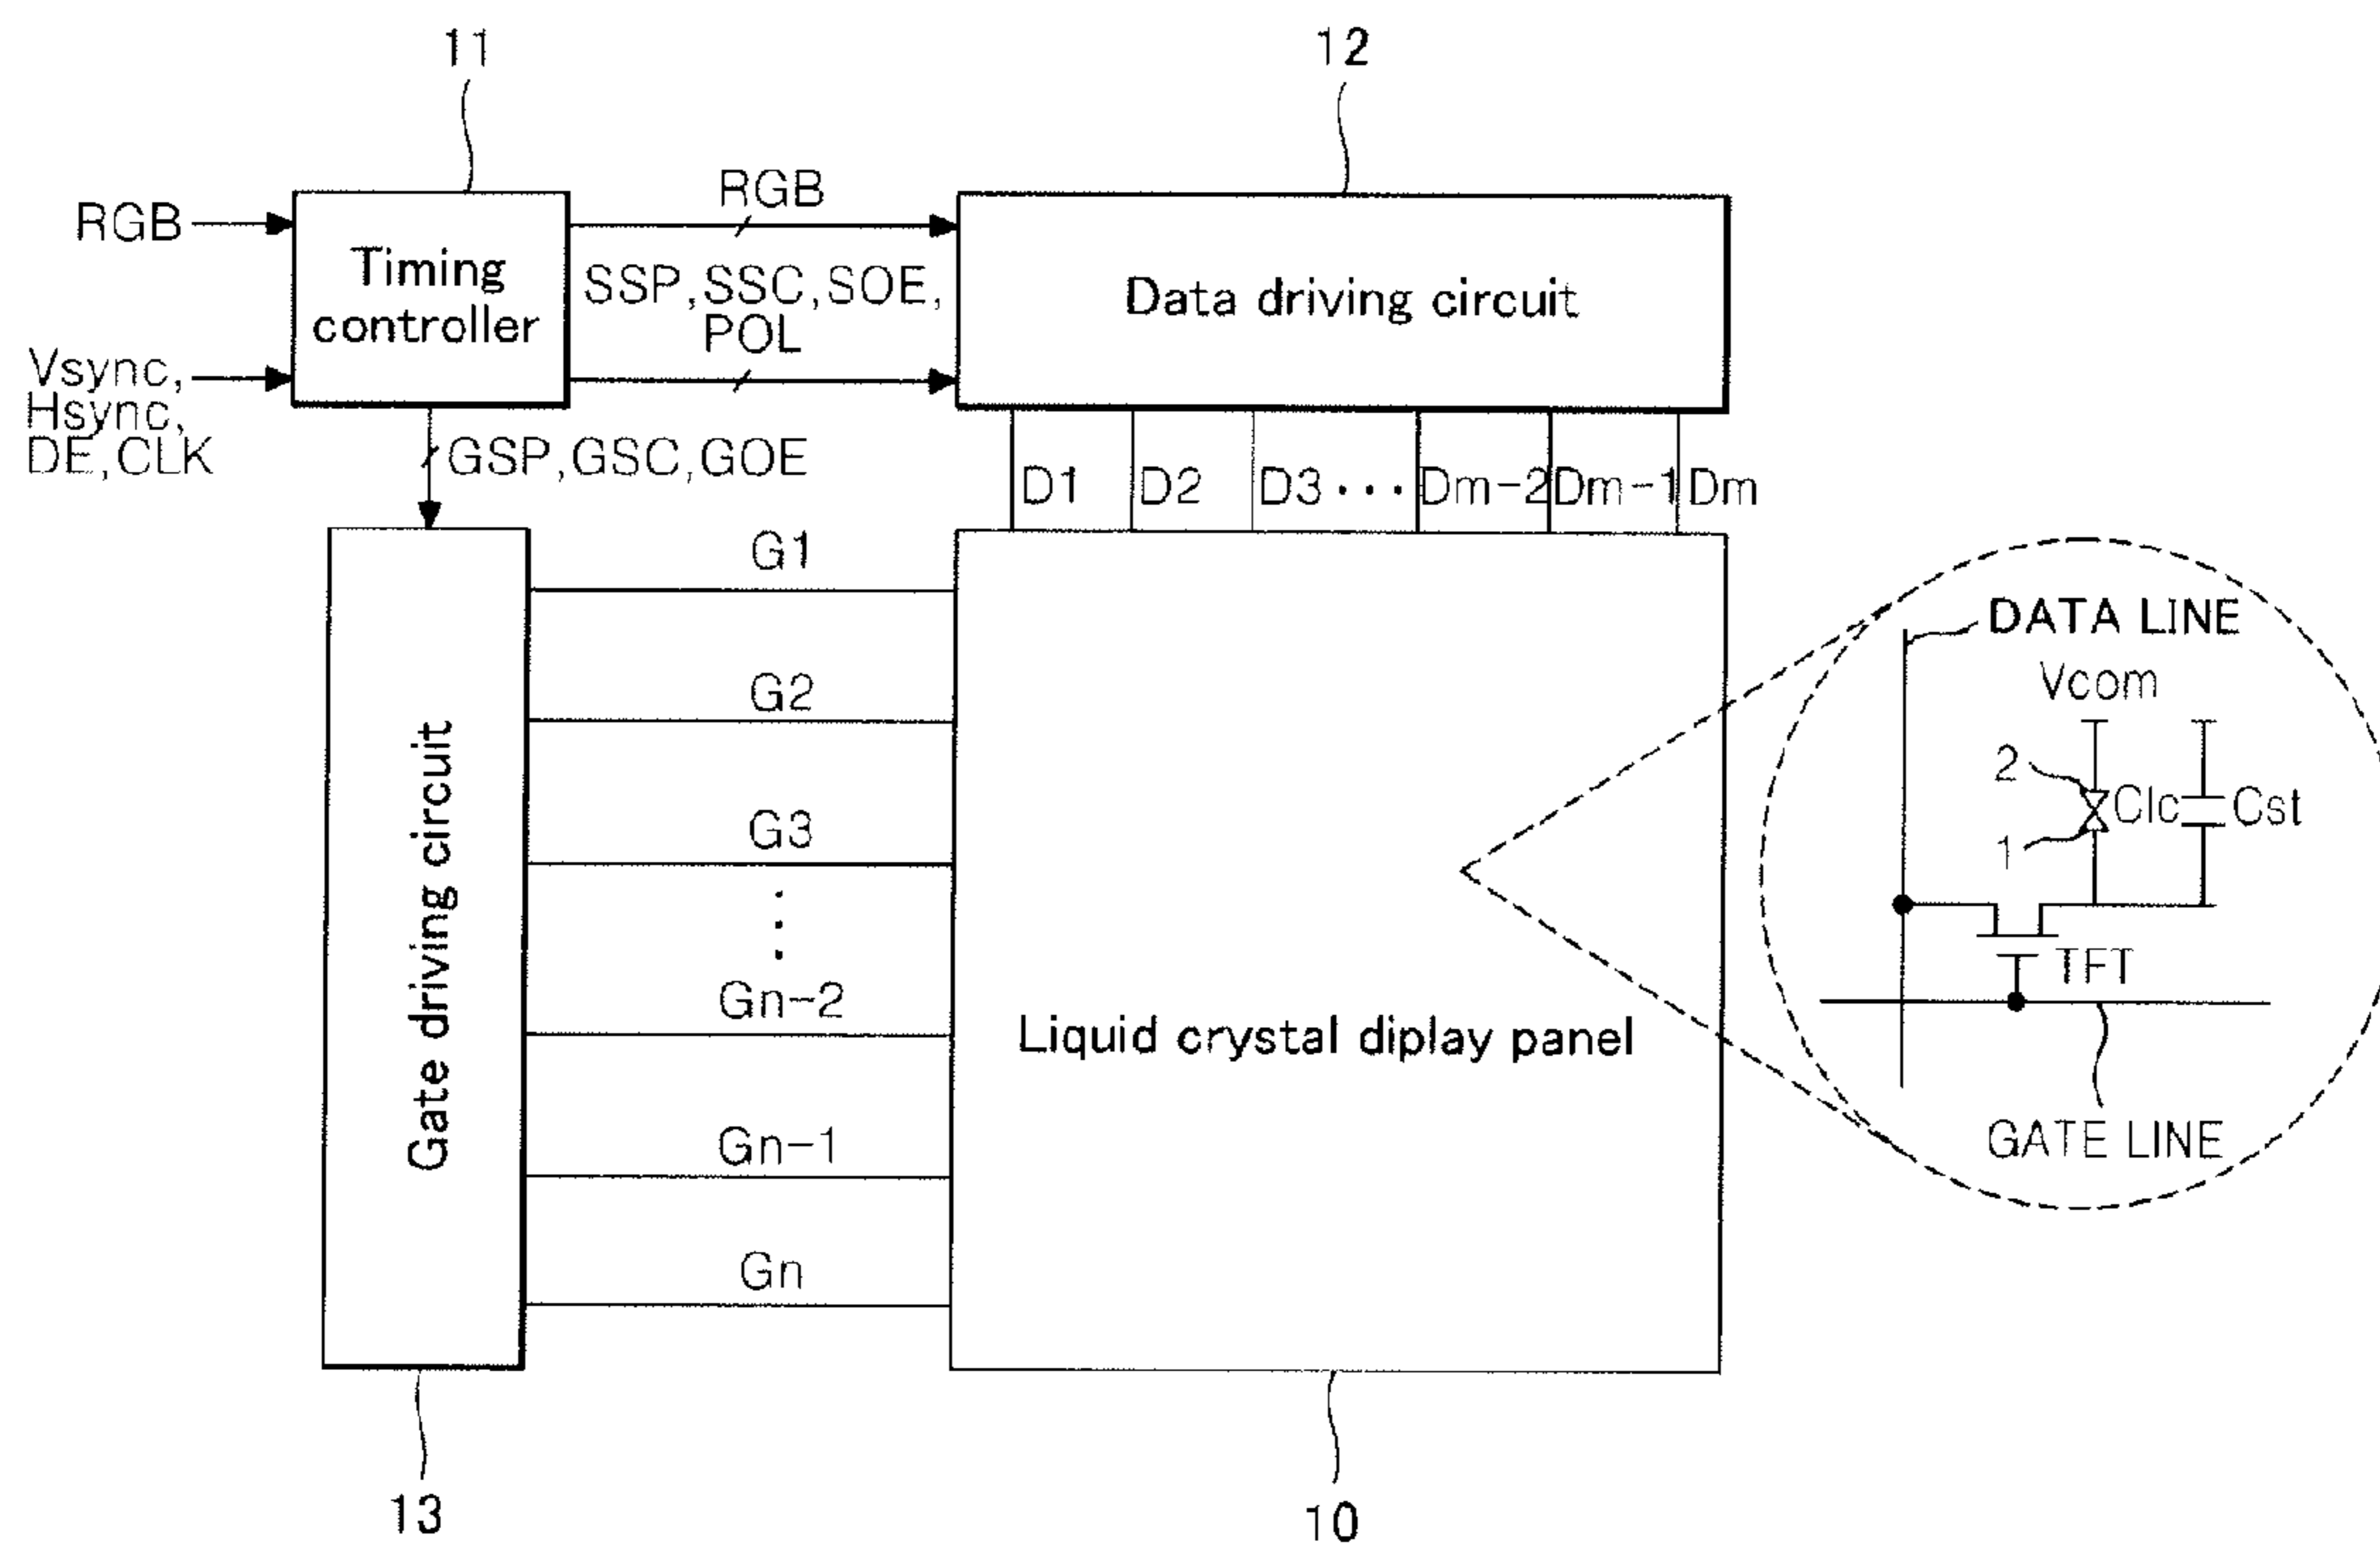 11
12
RGB
RGB
Timing
controller
SSP,SSC,SOE,
POL
Data driving circuit
Vsync,
Hsync,
DE,CLK
GSP,GSC,GOE
D1 D2 D3 ··· Dm-2 Dm-1 Dm
G1
G2
G3
Gn-2
Gn-1
Gn
Gate driving circuit
Liquid crystal diplay panel
DATA LINE
Vcom
2
Clc
Cst
1
TFT
GATE LINE
13
10